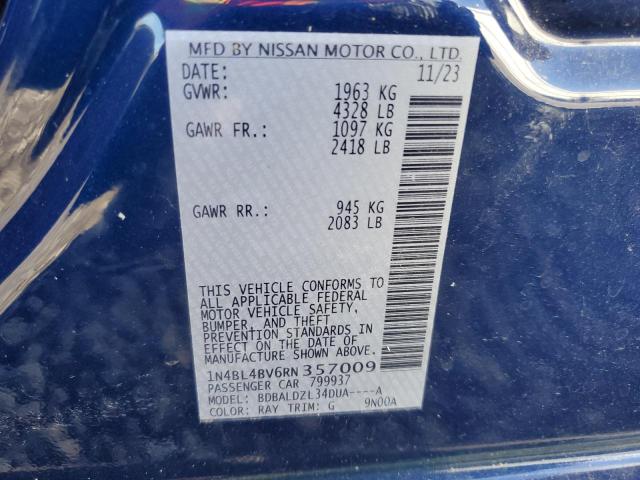 MFD BY NISSAN MOTOR CO., LTD.
DATE: 11/23
GVWR: 1963 KG
4328 LB
GAWR FR.: 1097 KG
2418 LB
GAWR RR.: 945 KG
2083 LB
THIS VEHICLE CONFORMS TO
ALL APPLICABLE FEDERAL
MOTOR VEHICLE SAFETY,
BUMPER, AND THEFT
PREVENTION STANDARDS IN
EFFECT ON THE DATE OF
MANUFACTURE SHOWN ABOVE.
1N4BL4BV6RN357009
PASSENGER CAR 799937
MODEL: BDBALDZL34DUA----A
COLOR: RAY TRIM: G 9N00A